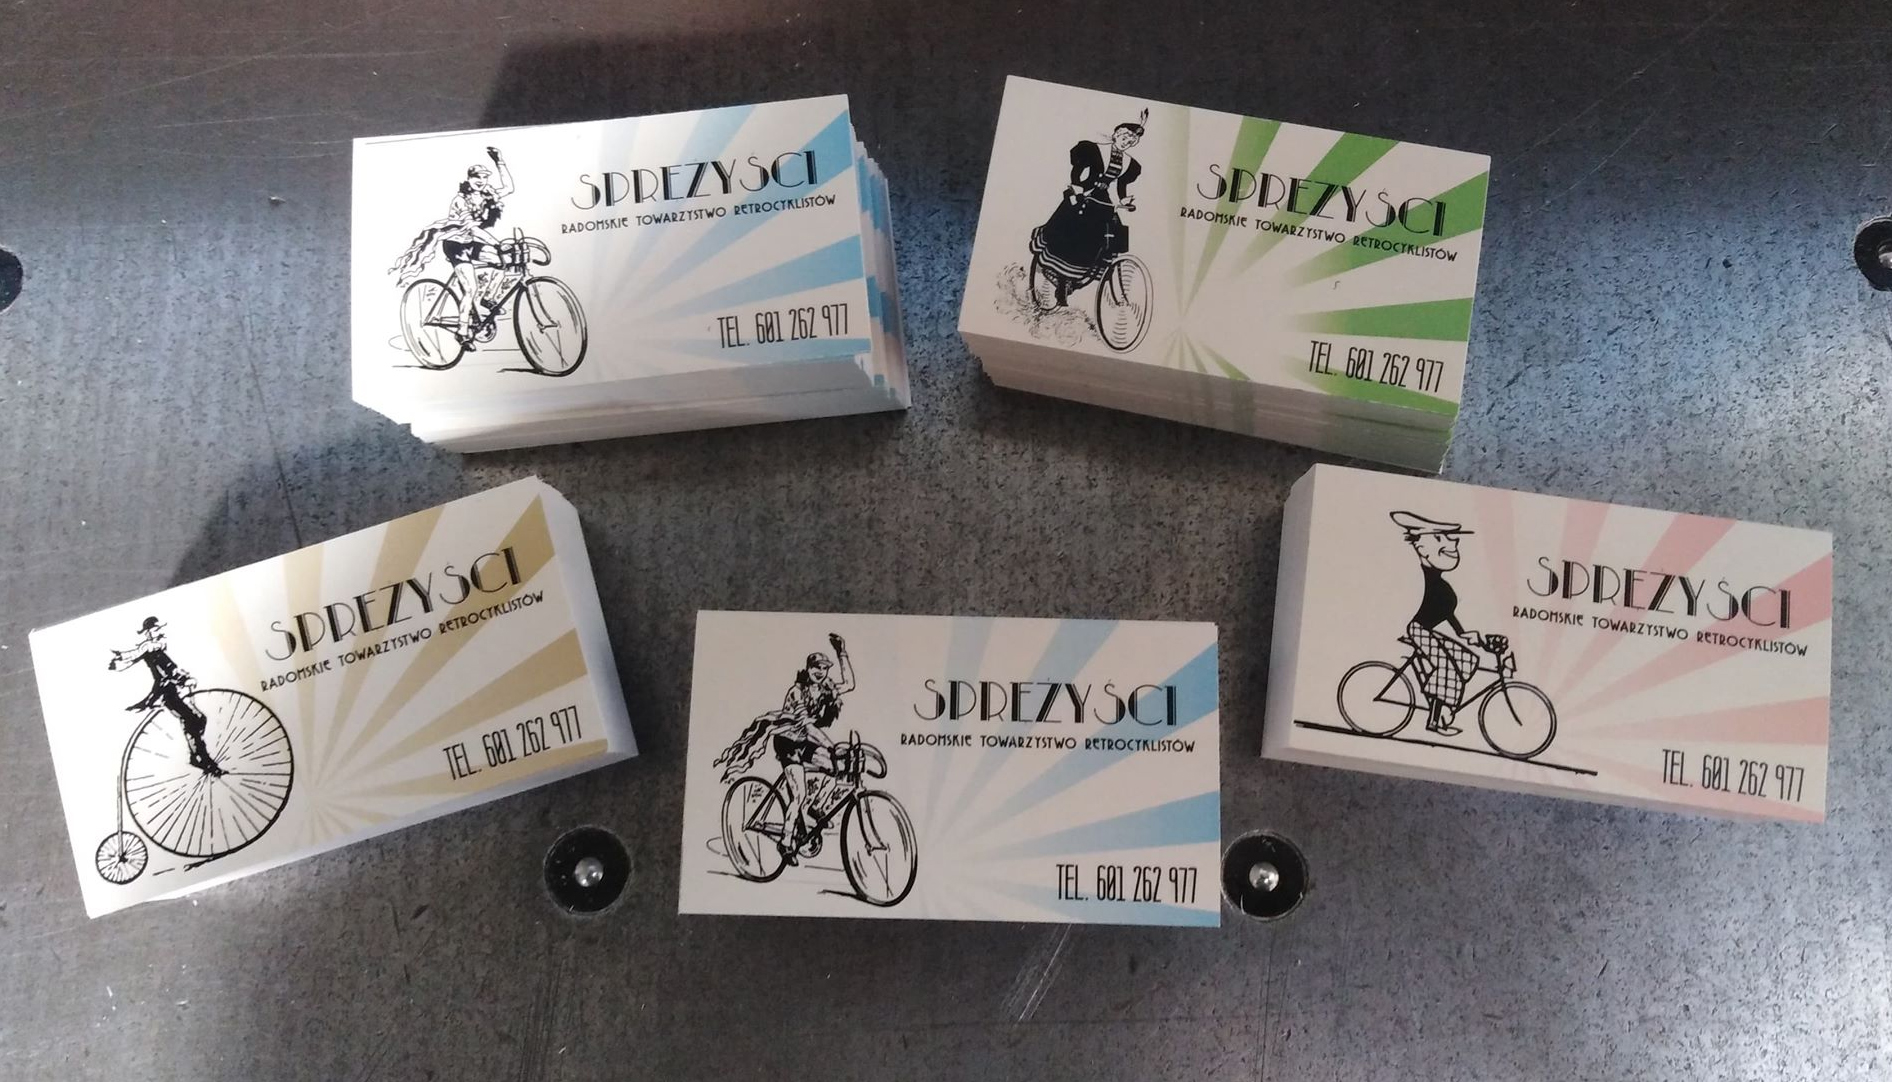 SPRĘŻYŚCI
RADOMSKIE TOWARZYSTWO RETROCYKLISTÓW
TEL. 601 262 977
SPRĘŻYŚCI
RADOMSKIE TOWARZYSTWO RETROCYKLISTÓW
TEL. 601 262 977
SPRĘŻYŚCI
RADOMSKIE TOWARZYSTWO RETROCYKLISTÓW
TEL. 601 262 977
SPRĘŻYŚCI
RADOMSKIE TOWARZYSTWO RETROCYKLISTÓW
TEL. 601 262 977
SPRĘŻYŚCI
RADOMSKIE TOWARZYSTWO RETROCYKLISTÓW
TEL. 601 262 977